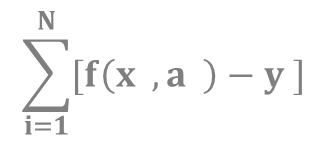 N
∑[f(x ,a ) − y ]
i=1